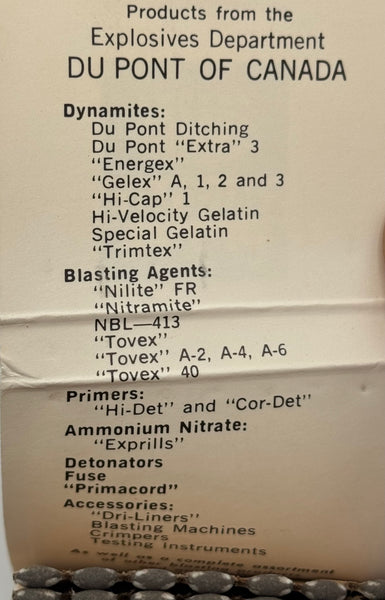 Products from the
Explosives Department
DU PONT OF CANADA
Dynamites:
Du Pont Ditching
Du Pont "Extra" 3
"Energex"
"Gelex" A, 1, 2 and 3
"Hi-Cap" 1
Hi-Velocity Gelatin
Special Gelatin
"Trimtex"
Blasting Agents:
"Nilite" FR
"Nitramite"
NBL—413
"Tovex"
"Tovex" A-2, A-4, A-6
"Tovex" 40
Primers:
"Hi-Det" and "Cor-Det"
Ammonium Nitrate:
"Exprills"
Detonators
Fuse
"Primacord"
Accessories:
"Dri-Liners"
Blasting Machines
Crimpers
Testing Instruments
As well as a complete assortment
of other blasting